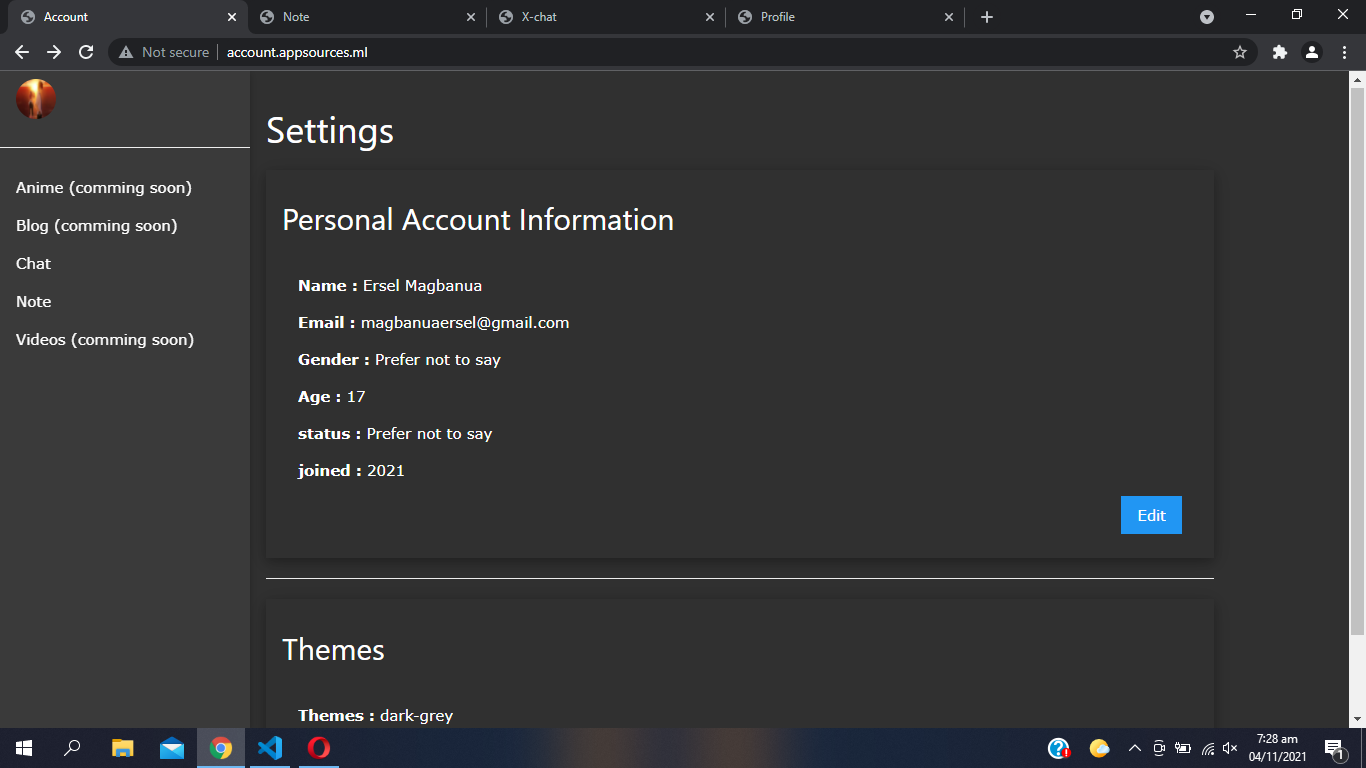 Account
Note
X-chat
Profile
Not secure
account.appsources.ml
Anime (comming soon)
Blog (comming soon)
Chat
Note
Videos (comming soon)
Settings
Personal Account Information
Name : Ersel Magbanua
Email : magbanuaersel@gmail.com
Gender : Prefer not to say
Age : 17
status : Prefer not to say
joined : 2021
Edit
Themes
Themes : dark-grey
7:28 am
04/11/2021
1